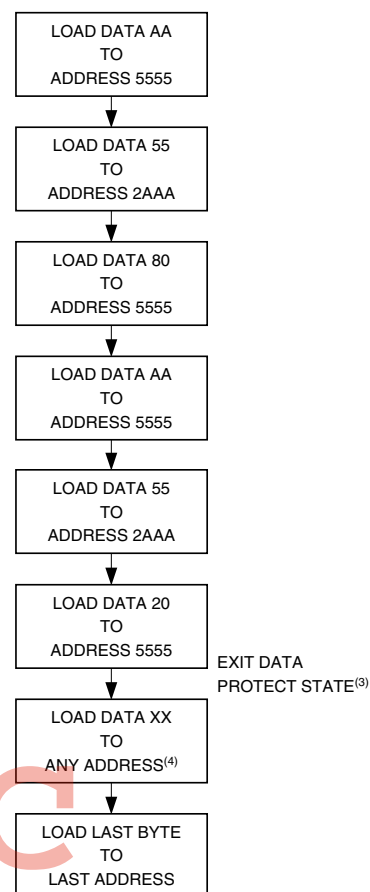 LOAD DATA AA
TO
ADDRESS 5555
LOAD DATA 55
TO
ADDRESS 2AAA
LOAD DATA 80
TO
ADDRESS 5555
LOAD DATA AA
TO
ADDRESS 5555
LOAD DATA 55
TO
ADDRESS 2AAA
LOAD DATA 20
TO
ADDRESS 5555
EXIT DATA
PROTECT STATE(3)
LOAD DATA XX
TO
ANY ADDRESS(4)
LOAD LAST BYTE
TO
LAST ADDRESS
C